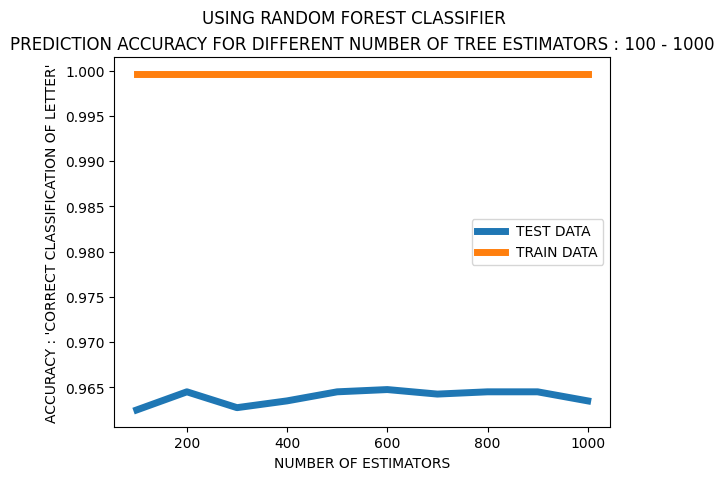 USING RANDOM FOREST CLASSIFIER
PREDICTION ACCURACY FOR DIFFERENT NUMBER OF TREE ESTIMATORS : 100 - 1000
ACCURACY : 'CORRECT CLASSIFICATION OF LETTER'
1.000
0.995
0.990
0.985
0.980
0.975
0.970
0.965
TEST DATA
TRAIN DATA
200 400 600 800 1000
NUMBER OF ESTIMATORS